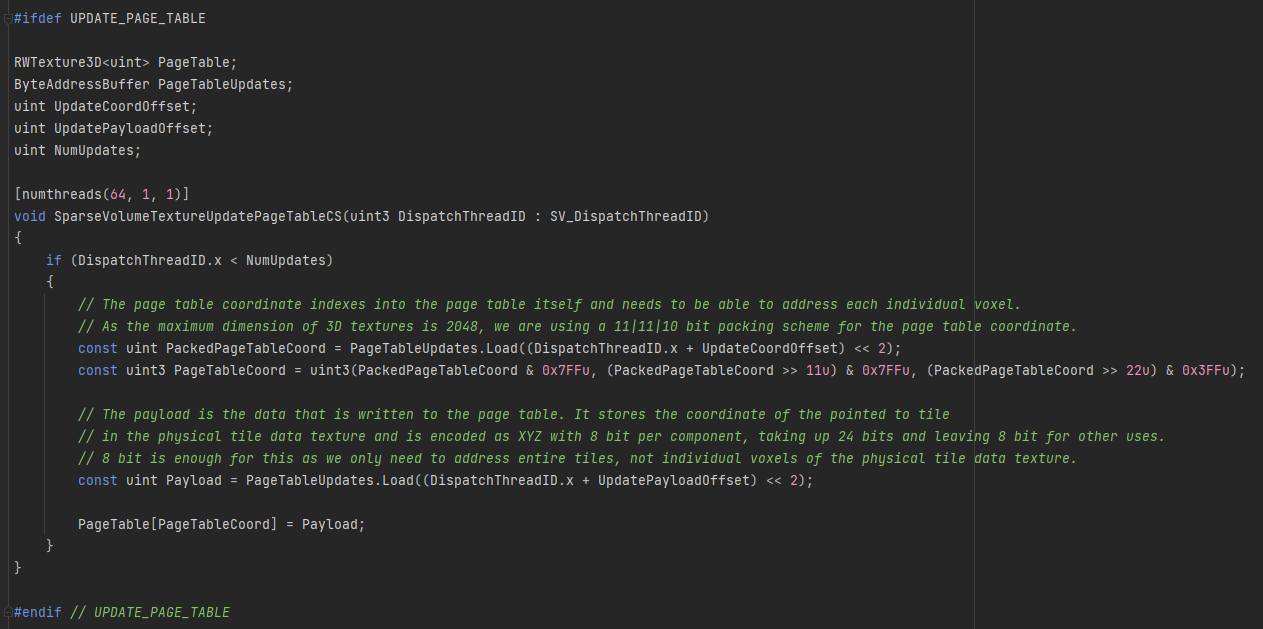 #ifdef UPDATE_PAGE_TABLE
RWTexture3D<uint> PageTable;
ByteAddressBuffer PageTableUpdates;
uint UpdateCoordOffset;
uint UpdatePayloadOffset;
uint NumUpdates;
[numthreads(64, 1, 1)]
void SparseVolumeTextureUpdatePageTableCS(uint3 DispatchThreadID : SV_DispatchThreadID)
{
    if (DispatchThreadID.x < NumUpdates)
    {
        // The page table coordinate indexes into the page table itself and needs to be able to address each individual voxel.
        // As the maximum dimension of 3D textures is 2048, we are using a 11|11|10 bit packing scheme for the page table coordinate.
        const uint PackedPageTableCoord = PageTableUpdates.Load((DispatchThreadID.x + UpdateCoordOffset) << 2);
        const uint3 PageTableCoord = uint3(PackedPageTableCoord & 0x7FFu, (PackedPageTableCoord >> 11u) & 0x7FFu, (PackedPageTableCoord >> 22u) & 0x3FFu);
        // The payload is the data that is written to the page table. It stores the coordinate of the pointed to tile
        // in the physical tile data texture and is encoded as XYZ with 8 bit per component, taking up 24 bits and leaving 8 bit for other uses.
        // 8 bit is enough for this as we only need to address entire tiles, not individual voxels of the physical tile data texture.
        const uint Payload = PageTableUpdates.Load((DispatchThreadID.x + UpdatePayloadOffset) << 2);
        PageTable[PageTableCoord] = Payload;
    }
}
#endif // UPDATE_PAGE_TABLE